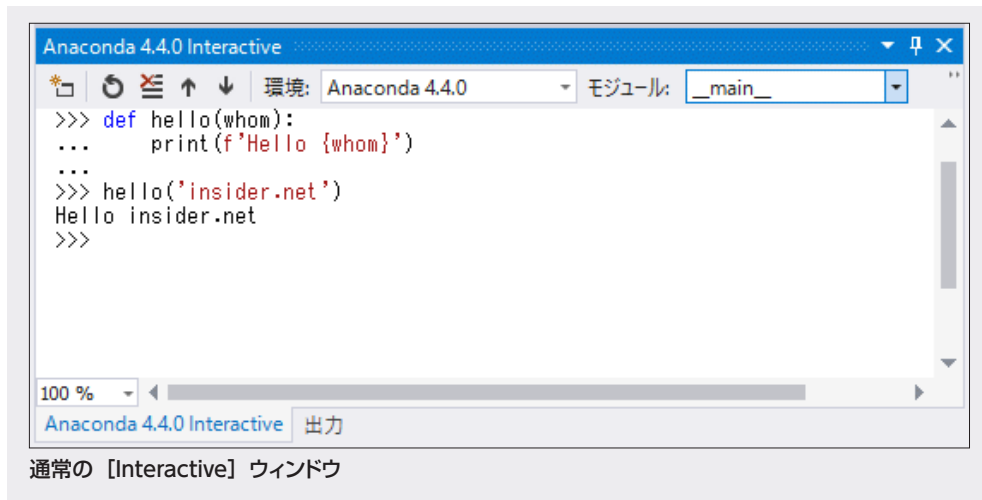 Anaconda 4.4.0 Interactive
環境: Anaconda 4.4.0 モジュール: __main__
>>> def hello(whom):
...     print(f'Hello {whom}')
...
>>> hello('insider.net')
Hello insider.net
>>>
100 %
Anaconda 4.4.0 Interactive 出力
通常の［Interactive］ウィンドウ